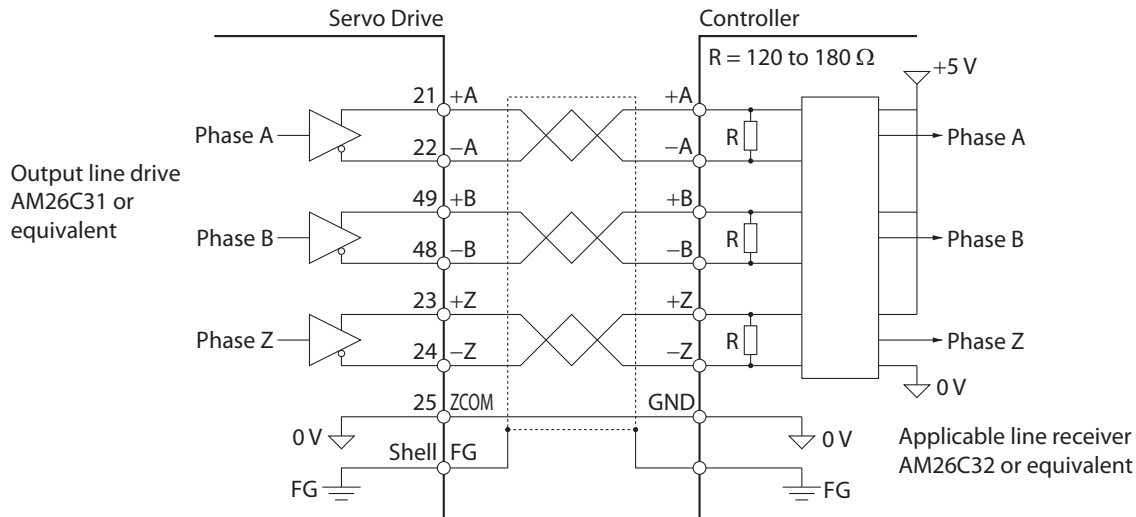 Servo Drive
Controller
R = 120 to 180 Ω
+5 V
21 +A
+A
Phase A
R
Phase A
22 −A
−A
Output line drive
AM26C31 or
equivalent
49 +B
+B
Phase B
R
Phase B
48 −B
−B
23 +Z
+Z
Phase Z
R
Phase Z
24 −Z
−Z
0 V
25 ZCOM
GND
0 V
0 V
Shell FG
FG
FG
Applicable line receiver
AM26C32 or equivalent